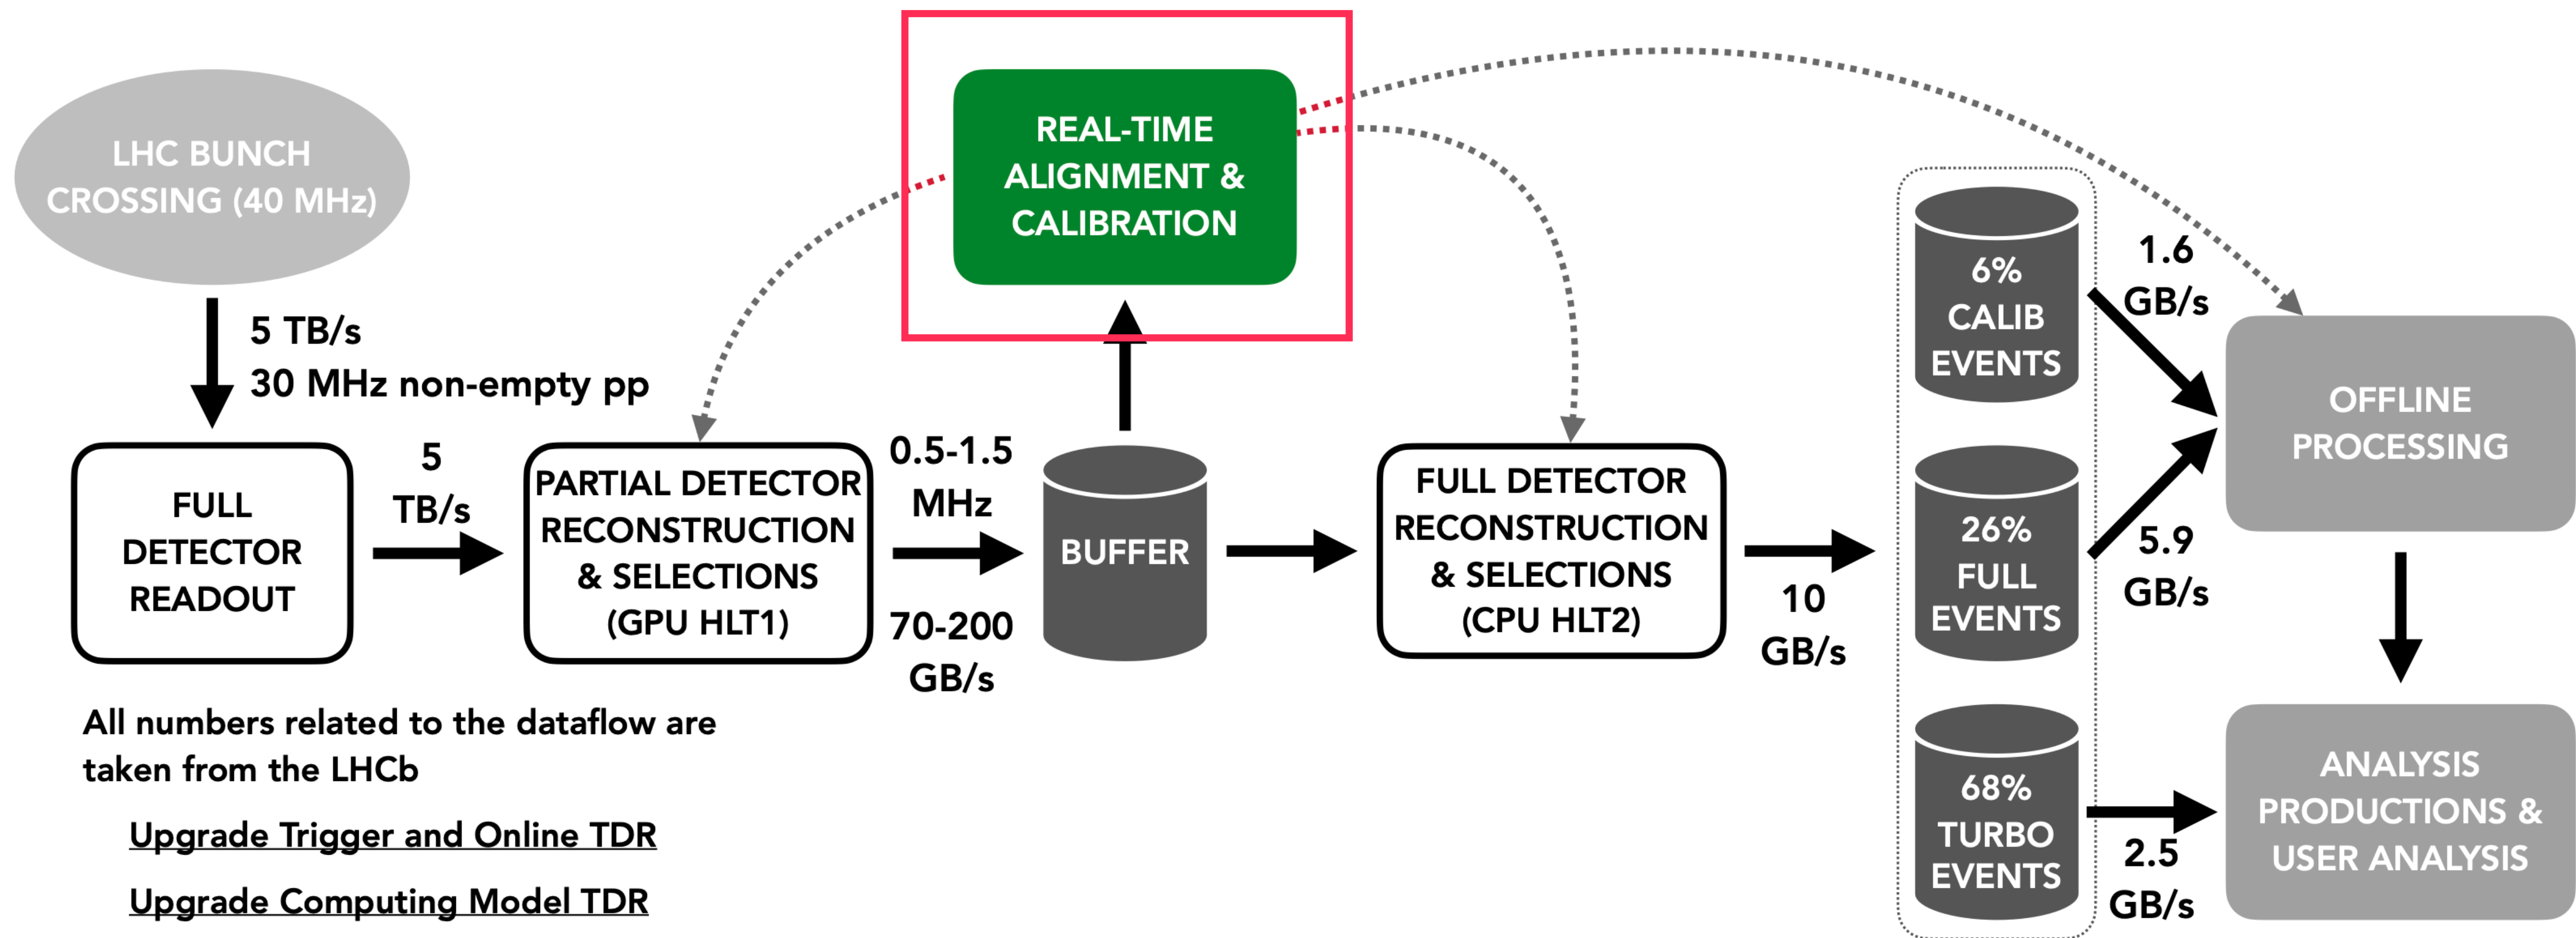 LHC BUNCH
CROSSING (40 MHz)
5 TB/s
30 MHz non-empty pp
FULL
DETECTOR
READOUT
5
TB/s
PARTIAL DETECTOR
RECONSTRUCTION
& SELECTIONS
(GPU HLT1)
0.5-1.5
MHz
70-200
GB/s
REAL-TIME
ALIGNMENT &
CALIBRATION
BUFFER
FULL DETECTOR
RECONSTRUCTION
& SELECTIONS
(CPU HLT2)
10
GB/s
6%
CALIB
EVENTS
1.6
GB/s
26%
FULL
EVENTS
5.9
GB/s
68%
TURBO
EVENTS
2.5
GB/s
OFFLINE
PROCESSING
ANALYSIS
PRODUCTIONS &
USER ANALYSIS
All numbers related to the dataflow are
taken from the LHCb
Upgrade Trigger and Online TDR
Upgrade Computing Model TDR